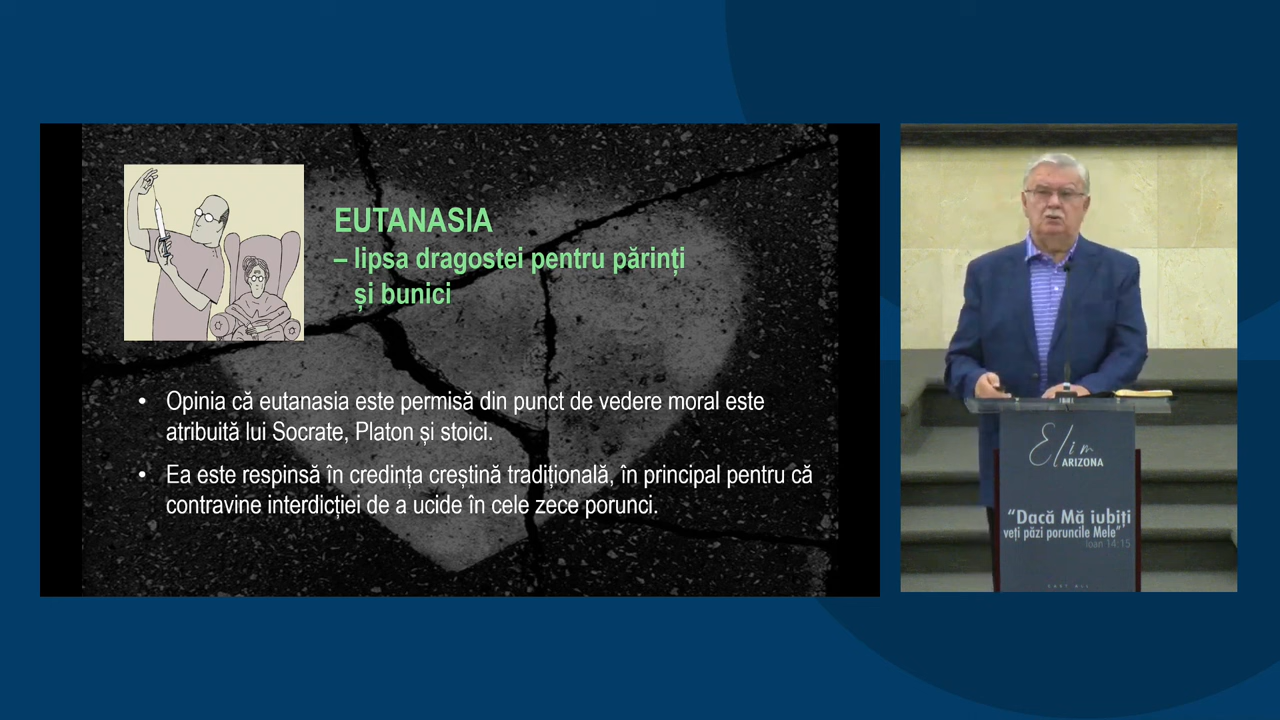 EUTANASIA
– lipsa dragostei pentru părinți
și bunici
• Opinia că eutanasia este permisă din punct de vedere moral este
atribuită lui Socrate, Platon și stoici.
• Ea este respinsă în credința creștină tradițională, în principal pentru că
contravine interdicției de a ucide în cele zece porunci.
Elim
ARIZONA
“Dacă Mă iubiți
veți păzi poruncile Mele”
Ioan 14:15